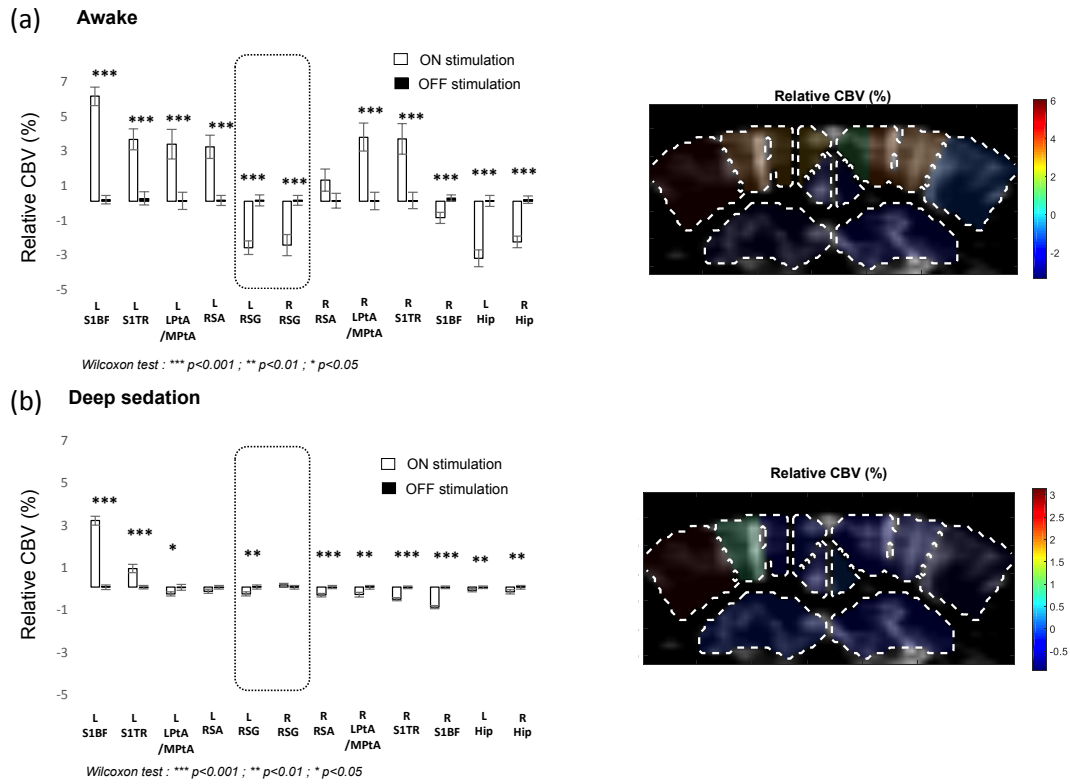 (a) Awake
ON stimulation
OFF stimulation
Relative CBV (%)
7
5
3
1
-1
-3
-5
*** *** *** *** *** *** *** *** *** *** ***
L S1BF
L S1TR
L LPtA /MPtA
L RSA
L RSG
R RSG
R RSA
R LPtA /MPtA
R S1TR
R S1BF
L Hip
R Hip
Wilcoxon test : *** p<0.001 ; ** p<0.01 ; * p<0.05
Relative CBV (%)
6
4
2
0
-2
(b) Deep sedation
ON stimulation
OFF stimulation
Relative CBV (%)
7
5
3
1
-1
-3
-5
*** *** * ** *** ** *** *** ** **
L S1BF
L S1TR
L LPtA /MPtA
L RSA
L RSG
R RSG
R RSA
R LPtA /MPtA
R S1TR
R S1BF
L Hip
R Hip
Wilcoxon test : *** p<0.001 ; ** p<0.01 ; * p<0.05
Relative CBV (%)
3
2.5
2
1.5
1
0.5
0
-0.5